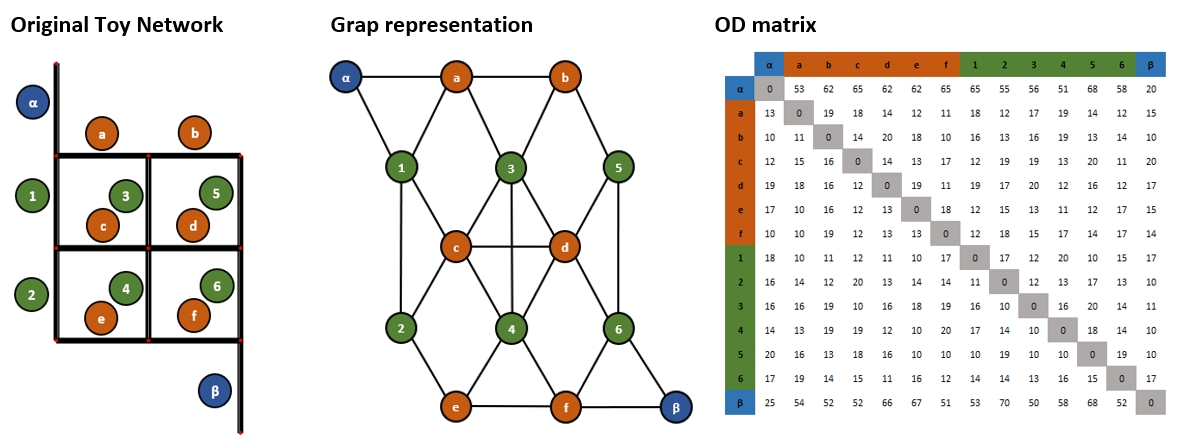 Original Toy Network
Grap representation
OD matrix
α
a
b
1
3
5
c
d
2
4
6
e
f
β
α
a
b
1
3
5
c
d
2
4
6
e
f
β
α a b c d e f 1 2 3 4 5 6 β
α 0 53 62 65 62 62 65 65 55 56 51 68 58 20
a 13 0 19 18 14 12 11 18 12 17 19 14 12 15
b 10 11 0 14 20 18 10 16 13 16 19 13 14 10
c 12 15 16 0 14 13 17 12 19 19 13 20 11 20
d 19 18 16 12 0 19 11 19 17 20 12 16 12 17
e 17 10 16 12 13 0 18 12 15 13 11 12 17 15
f 10 10 19 12 13 13 0 12 18 15 17 14 17 14
1 18 10 11 12 11 10 17 0 17 12 20 10 15 17
2 16 14 12 20 13 14 14 11 0 12 13 17 13 10
3 16 16 19 10 16 18 19 16 10 0 16 20 14 11
4 14 13 19 19 12 10 20 17 14 10 0 18 14 10
5 20 16 13 18 16 10 10 10 19 10 10 0 19 10
6 17 19 14 15 11 16 12 14 14 13 16 15 0 17
β 25 54 52 52 66 67 51 53 70 50 58 68 52 0